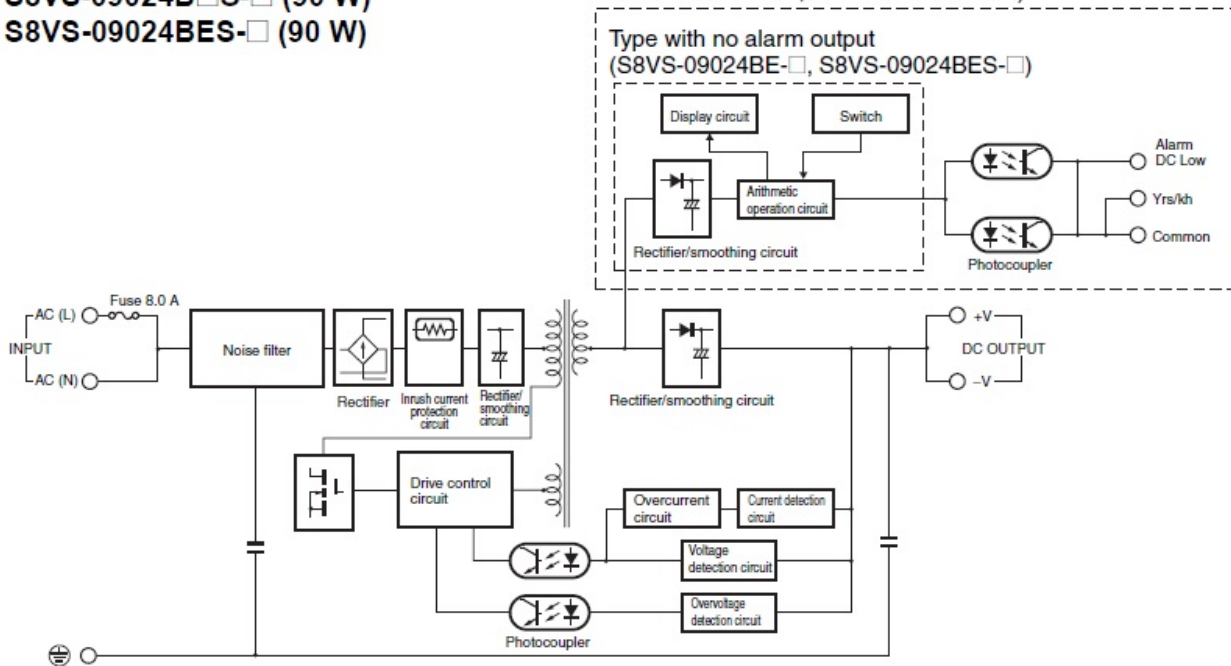 S8VS-09024BES-□ (90 W)
Type with no alarm output
(S8VS-09024BE-□, S8VS-09024BES-□)
Display circuit
Switch
Arithmetic
operation circuit
Rectifier/smoothing circuit
Alarm
DC Low
Yrs/kh
Common
Photocoupler
Fuse 8.0 A
AC (L)
INPUT
AC (N)
Noise filter
Rectifier
Inrush current
protection
circuit
Rectifier/
smoothing
circuit
Rectifier/smoothing circuit
+V
DC OUTPUT
−V
Drive control
circuit
Overcurrent
circuit
Current detection
circuit
Voltage
detection circuit
Overvoltage
detection circuit
Photocoupler